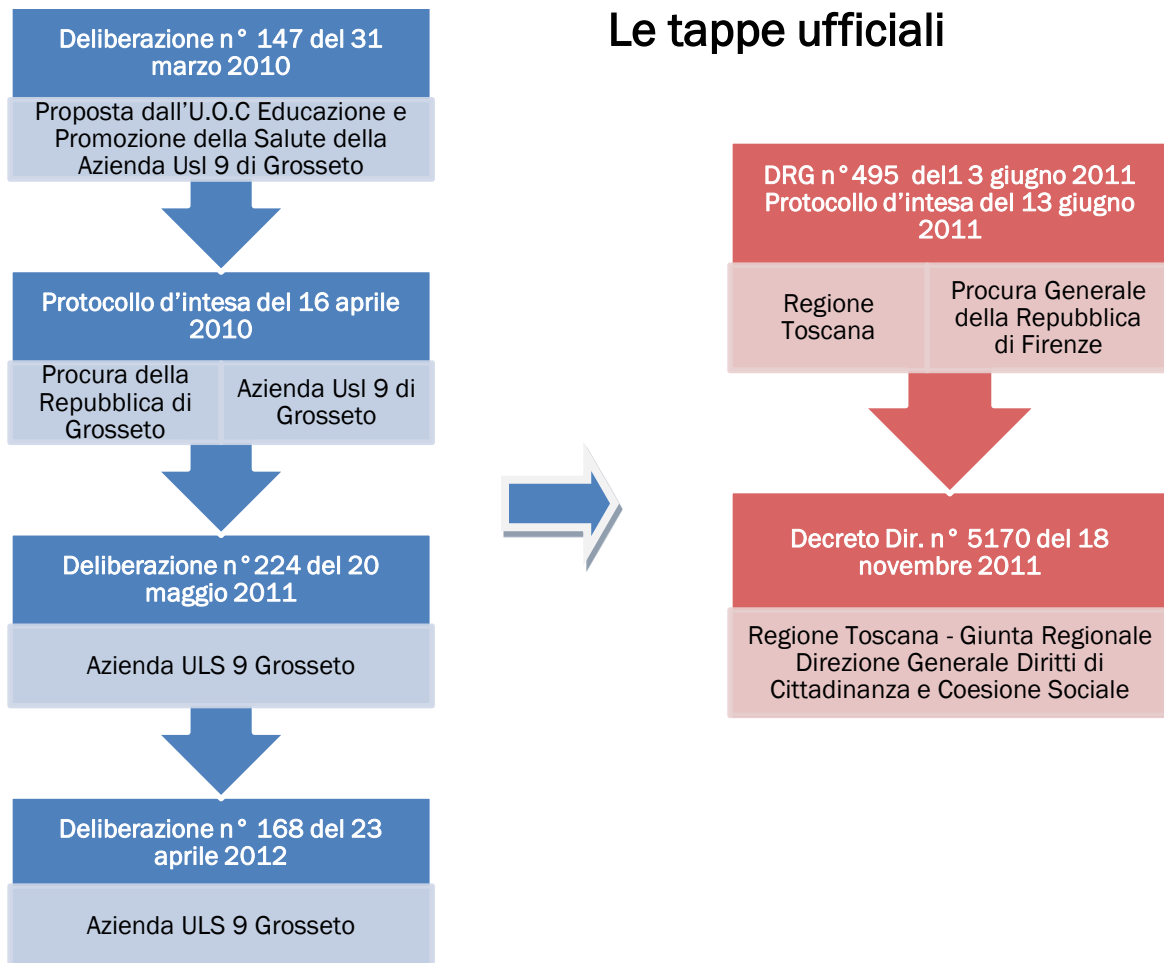 Le tappe ufficiali
Deliberazione n° 147 del 31
marzo 2010
Proposta dall'U.O.C Educazione e
Promozione della Salute della
Azienda Usl 9 di Grosseto
Protocollo d'intesa del 16 aprile
2010
Procura della
Repubblica di
Grosseto
Azienda Usl 9 di
Grosseto
Deliberazione n°224 del 20
maggio 2011
Azienda ULS 9 Grosseto
Deliberazione n° 168 del 23
aprile 2012
Azienda ULS 9 Grosseto
DRG n°495 del1 3 giugno 2011
Protocollo d'intesa del 13 giugno
2011
Regione
Toscana
Procura Generale
della Repubblica
di Firenze
Decreto Dir. n° 5170 del 18
novembre 2011
Regione Toscana - Giunta Regionale
Direzione Generale Diritti di
Cittadinanza e Coesione Sociale